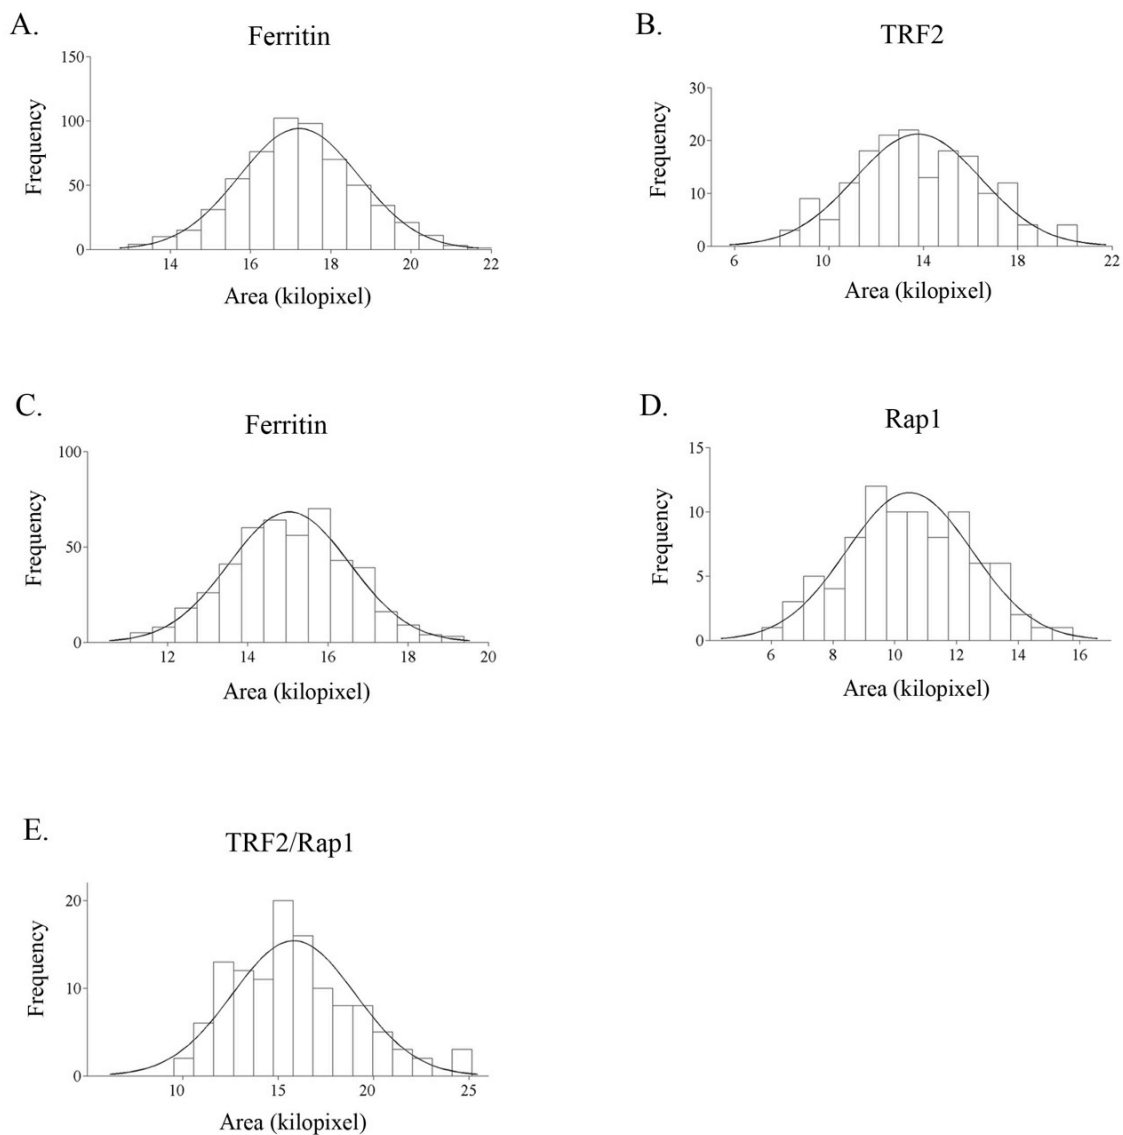 A.
Ferritin
150
100
50
0
14 16 18 20 22
Frequency
Area (kilopixel)
B.
TRF2
30
20
10
0
6 10 14 18 22
Frequency
Area (kilopixel)
C.
Ferritin
100
50
0
12 14 16 18 20
Frequency
Area (kilopixel)
D.
Rap1
15
10
5
0
6 8 10 12 14 16
Frequency
Area (kilopixel)
E.
TRF2/Rap1
20
10
0
10 15 20 25
Frequency
Area (kilopixel)